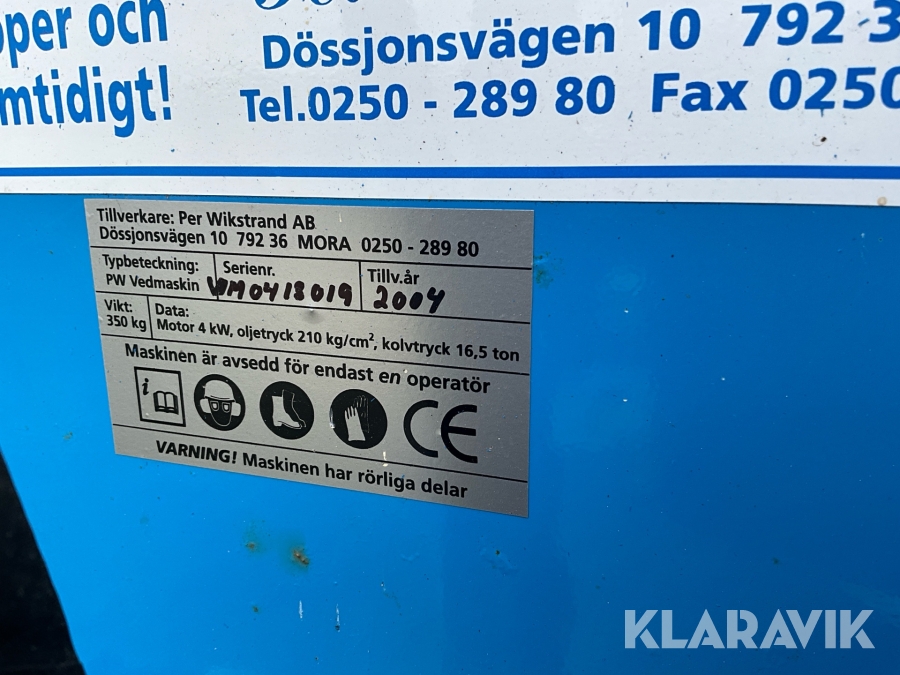 och
mtidigt!
Dössjonsvägen 10 792 3
Tel.0250 - 289 80 Fax 0250
Tillverkare: Per Wikstrand AB
Dössjonsvägen 10 792 36 MORA 0250 - 289 80
Typbeteckning:
PW Vedmaskin
Serienr.
VM0418019
Tillv.år
2004
Vikt:
350 kg
Data:
Motor 4 kW, oljetryck 210 kg/cm², kolvtryck 16,5 ton
Maskinen är avsedd för endast en operatör
i
CE
VARNING! Maskinen har rörliga delar
KLARAVIK